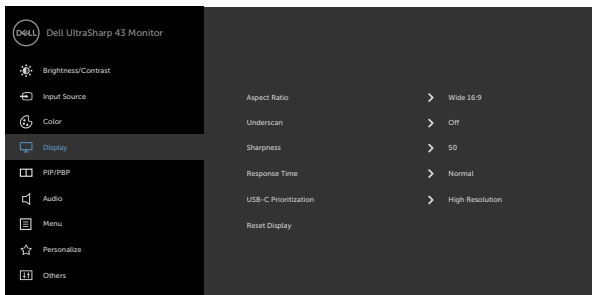 DELL Dell UltraSharp 43 Monitor
Brightness/Contrast
Input Source
Color
Display
PIP/PBP
Audio
Menu
Personalize
Others
Aspect Ratio Wide 16:9
Underscan Off
Sharpness 50
Response Time Normal
USB-C Prioritization High Resolution
Reset Display